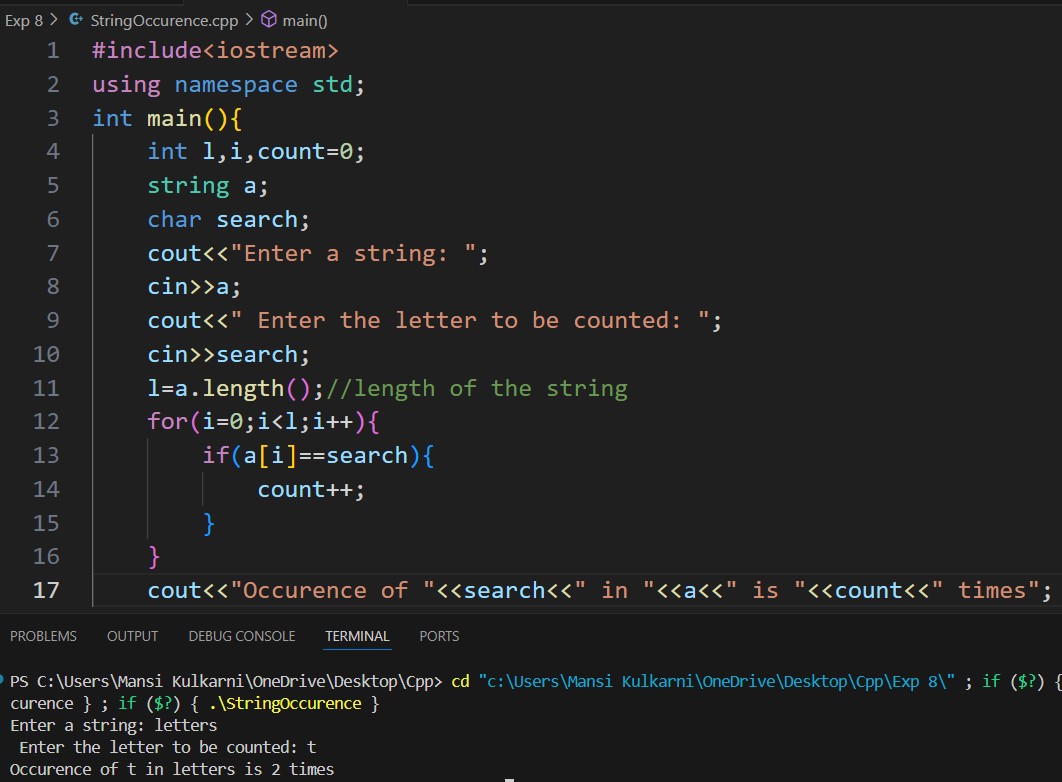 Exp 8 > StringOccurence.cpp > main()
1 #include<iostream>
2 using namespace std;
3 int main(){
4     int l,i,count=0;
5     string a;
6     char search;
7     cout<<"Enter a string: ";
8     cin>>a;
9     cout<<" Enter the letter to be counted: ";
10     cin>>search;
11     l=a.length();//length of the string
12     for(i=0;i<l;i++){
13         if(a[i]==search){
14             count++;
15         }
16     }
17     cout<<"Occurence of "<<search<<" in "<<a<<" is "<<count<<" times";
PROBLEMS OUTPUT DEBUG CONSOLE TERMINAL PORTS
PS C:\Users\Mansi Kulkarni\OneDrive\Desktop\Cpp> cd "c:\Users\Mansi Kulkarni\OneDrive\Desktop\Cpp\Exp 8\" ; if ($?) {
curence } ; if ($?) { .\StringOccurence }
Enter a string: letters
 Enter the letter to be counted: t
Occurence of t in letters is 2 times